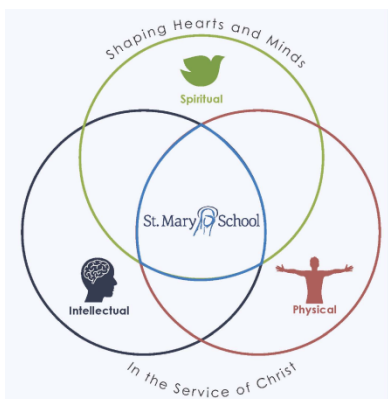 Shaping Hearts and Minds
Spiritual
St. Mary School
Intellectual
Physical
In the Service of Christ